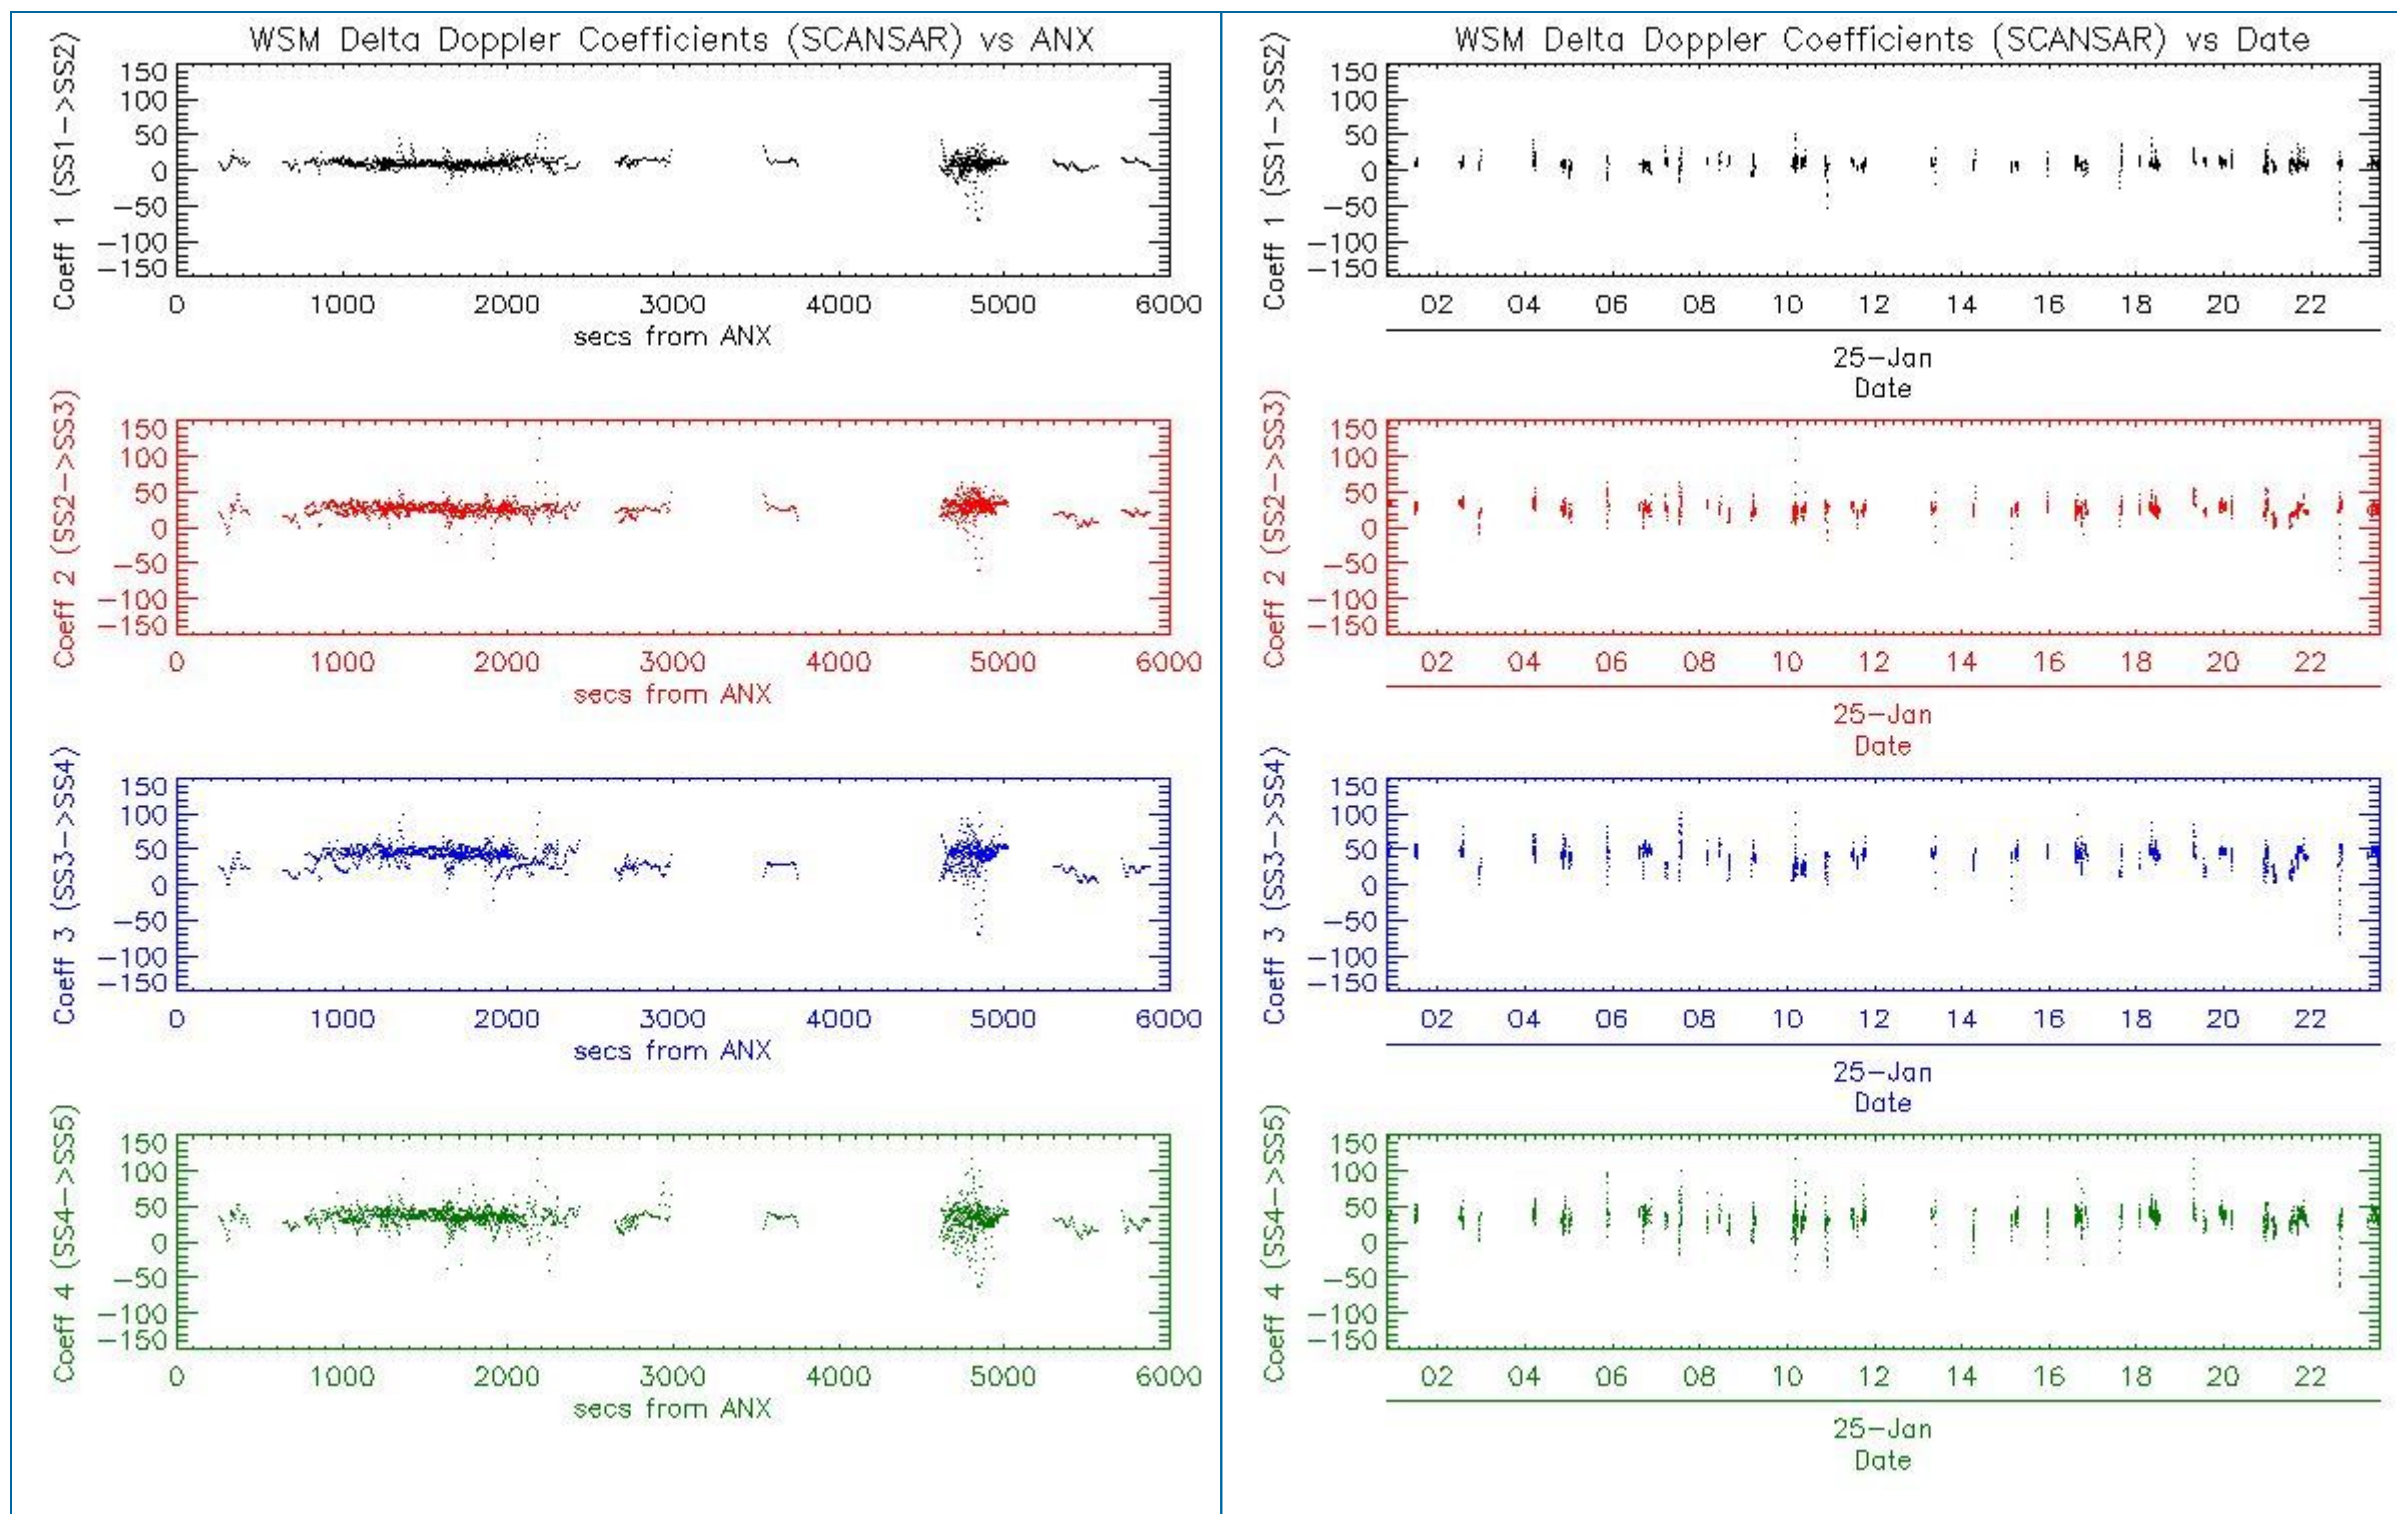 WSM Delta Doppler Coefficients (SCANSAR) vs ANX
Coeff 1 (SS1->SS2)
150
100
50
0
-50
-100
-150
0 1000 2000 3000 4000 5000 6000
secs from ANX
Coeff 2 (SS2->SS3)
150
100
50
0
-50
-100
-150
0 1000 2000 3000 4000 5000 6000
secs from ANX
Coeff 3 (SS3->SS4)
150
100
50
0
-50
-100
-150
0 1000 2000 3000 4000 5000 6000
secs from ANX
Coeff 4 (SS4->SS5)
150
100
50
0
-50
-100
-150
0 1000 2000 3000 4000 5000 6000
secs from ANX
WSM Delta Doppler Coefficients (SCANSAR) vs Date
Coeff 1 (SS1->SS2)
150
100
50
0
-50
-100
-150
02 04 06 08 10 12 14 16 18 20 22
25-Jan
Date
Coeff 2 (SS2->SS3)
150
100
50
0
-50
-100
-150
02 04 06 08 10 12 14 16 18 20 22
25-Jan
Date
Coeff 3 (SS3->SS4)
150
100
50
0
-50
-100
-150
02 04 06 08 10 12 14 16 18 20 22
25-Jan
Date
Coeff 4 (SS4->SS5)
150
100
50
0
-50
-100
-150
02 04 06 08 10 12 14 16 18 20 22
25-Jan
Date